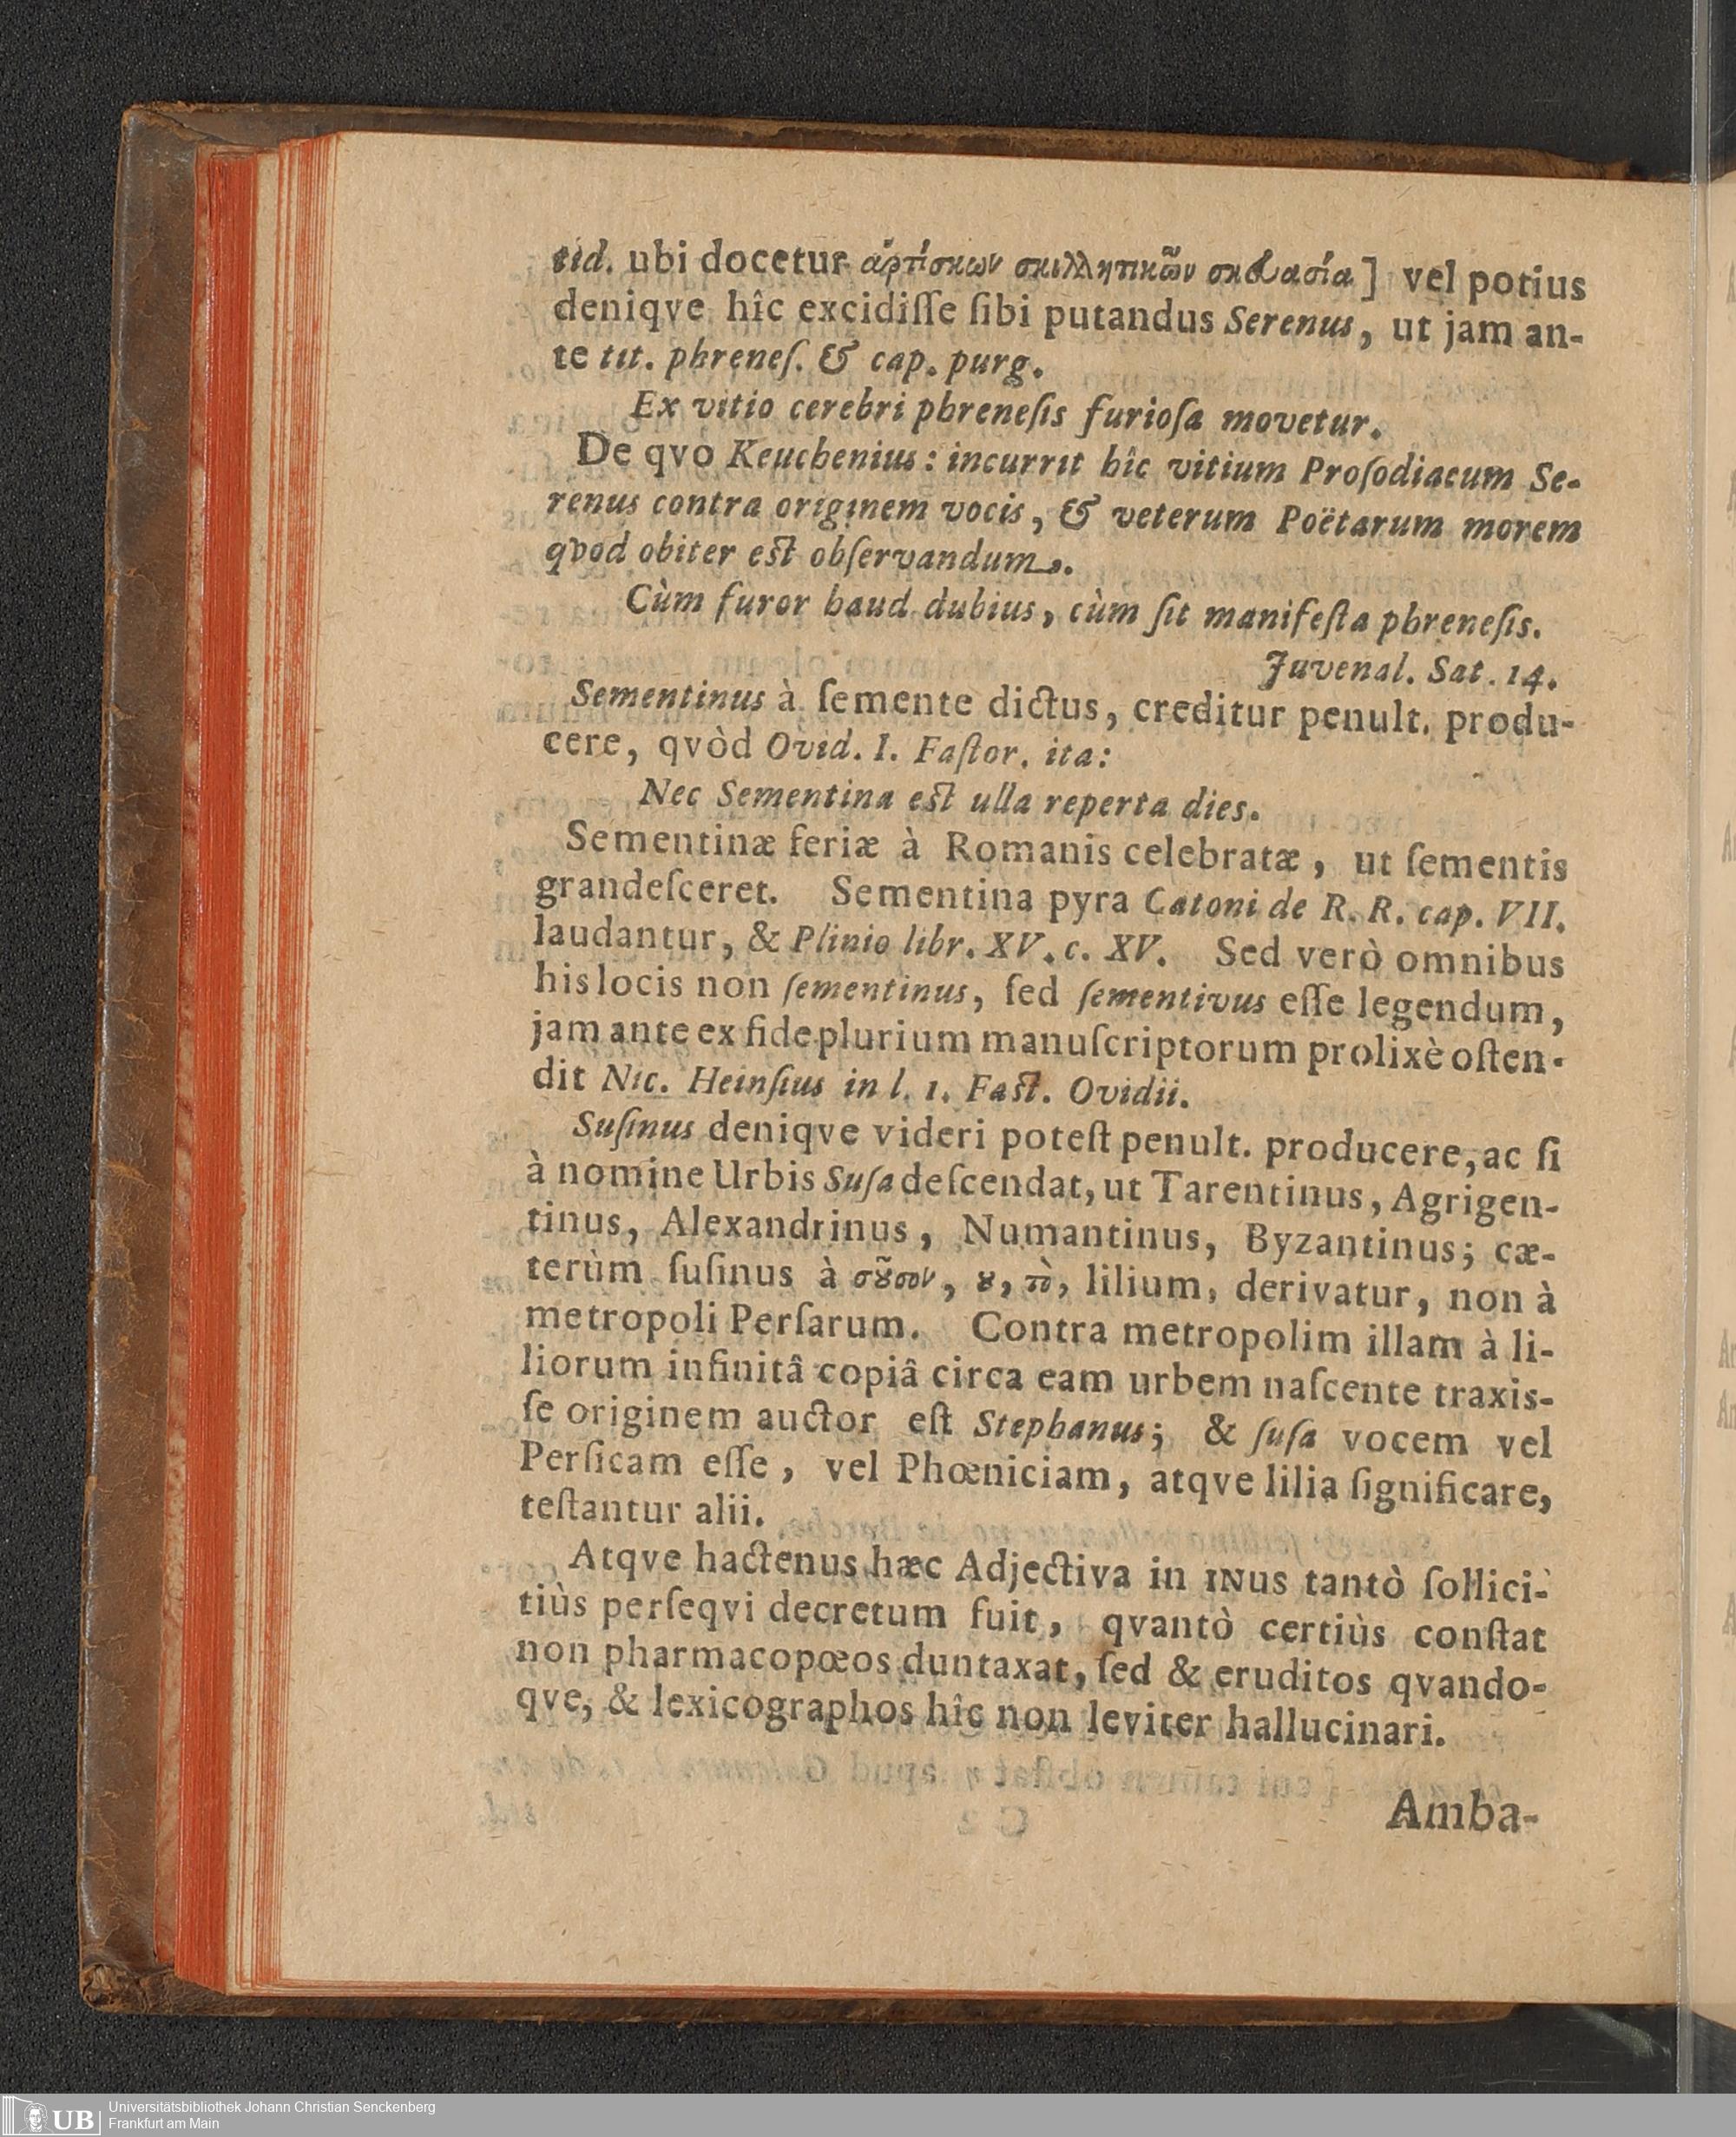 tid. ubi docetur ἀρτίσκων σκιλλητικῶν σκευασία] vel potius
deniqve hîc excidiſſe ſibi putandus Serenus, ut jam an-
te tit. phreneſ. & cap. purg.
Ex vitio cerebri phreneſis furioſa movetur.
De qvo Keuchenius: incurrit hîc vitium Proſodiacum Se-
renus contra originem vocis, & veterum Poëtarum morem
qvod obiter est obſervandum.
Cùm furor haud dubius, cùm ſit manifeſta phreneſis.
Juvenal. Sat. 14.
Sementinus à ſemente dictus, creditur penult. produ-
cere, qvòd Ovid. I. Faſtor. ita:
Nec Sementina est ulla reperta dies.
Sementinæ feriæ à Romanis celebratæ, ut ſementis
grandeſceret. Sementina pyra Catoni de R. R. cap. VII.
laudantur, & Plinio libr. XV. c. XV. Sed verò omnibus
his locis non ſementinus, ſed ſementivus eſſe legendum,
jam ante ex fide plurium manuſcriptorum prolixè oſten-
dit Nic. Heinſius in l. 1. Fast. Ovidii.
Suſinus deniqve videri poteſt penult. producere, ac ſi
à nomine Urbis Suſa deſcendat, ut Tarentinus, Agrigen-
tinus, Alexandrinus, Numantinus, Byzantinus; cæ-
terùm ſuſinus à σȣ̃σον, ȣ, τὸ, lilium, derivatur, non à
metropoli Perſarum. Contra metropolim illam à li-
liorum infinitâ copiâ circa eam urbem naſcente traxis-
ſe originem auctor eſt Stephanus; & ſuſa vocem vel
Perſicam eſſe, vel Phœniciam, atqve lilia ſignificare,
teſtantur alii.
Atqve hactenus hæc Adjectiva in INus tantò ſollici-
tiùs perſeqvi decretum fuit, qvantò certiùs conſtat
non pharmacopœos duntaxat, ſed & eruditos qvando-
qve, & lexicographos hîc non leviter hallucinari.
Amba-
UB
Universitätsbibliothek Johann Christian Senckenberg
Frankfurt am Main